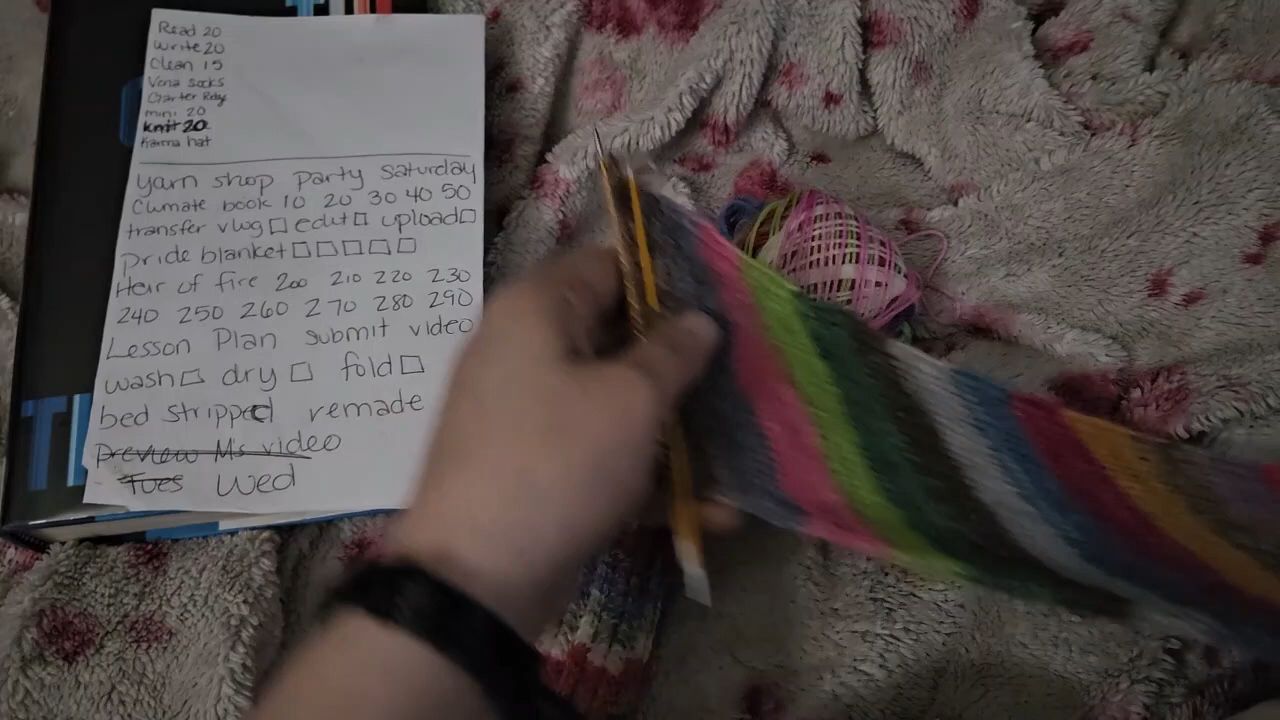 Read 20
Write 20
Clean 15
Vena socks
Garter Ridge
mini 20
Knit 20
Karma hat
yarn shop party Saturday
Climate book 10 20 30 40 50
transfer vlog □ edit □ upload □
pride blanket □ □ □ □ □
Heir of fire 200 210 220 230
240 250 260 270 280 290
Lesson Plan submit video
wash □ dry □ fold □
bed stripped remade
preview M's video
Tues Wed